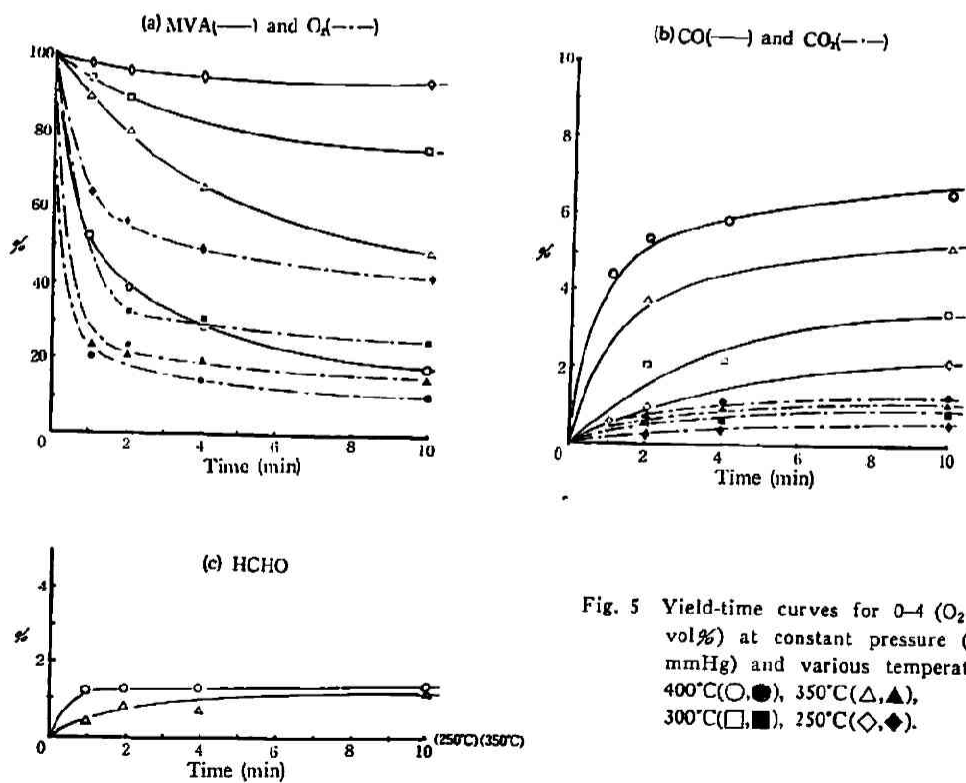 (a) MVA(——) and O₂(—·—)
100
80
60
%
40
20
0
2
4
6
8
10
Time (min)
(b) CO(——) and CO₂(—·—)
10
8
6
%
4
2
0
2
4
6
8
10
Time (min)
(c) HCHO
4
%
2
0
2
4
6
8
10
(250°C)(350°C)
Time (min)
Fig. 5 Yield-time curves for 0-4 (O₂
vol%) at constant pressure (
mmHg) and various
400°C(○,●), 350°C(△,▲),
300°C(□,■), 250°C(◇,◆).